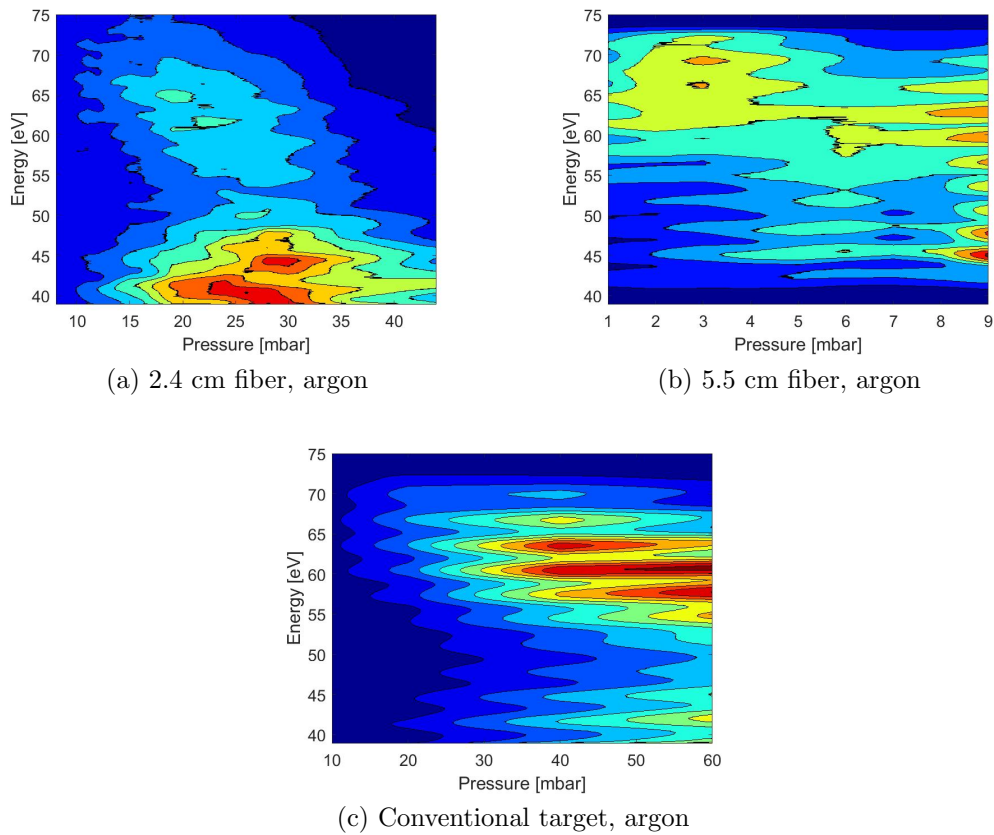 75
70
65
60
55
50
45
40
Energy [eV]
10 15 20 25 30 35 40
Pressure [mbar]
(a) 2.4 cm fiber, argon
75
70
65
60
55
50
45
40
Energy [eV]
1 2 3 4 5 6 7 8 9
Pressure [mbar]
(b) 5.5 cm fiber, argon
75
70
65
60
55
50
45
40
Energy [eV]
10 20 30 40 50 60
Pressure [mbar]
(c) Conventional target, argon